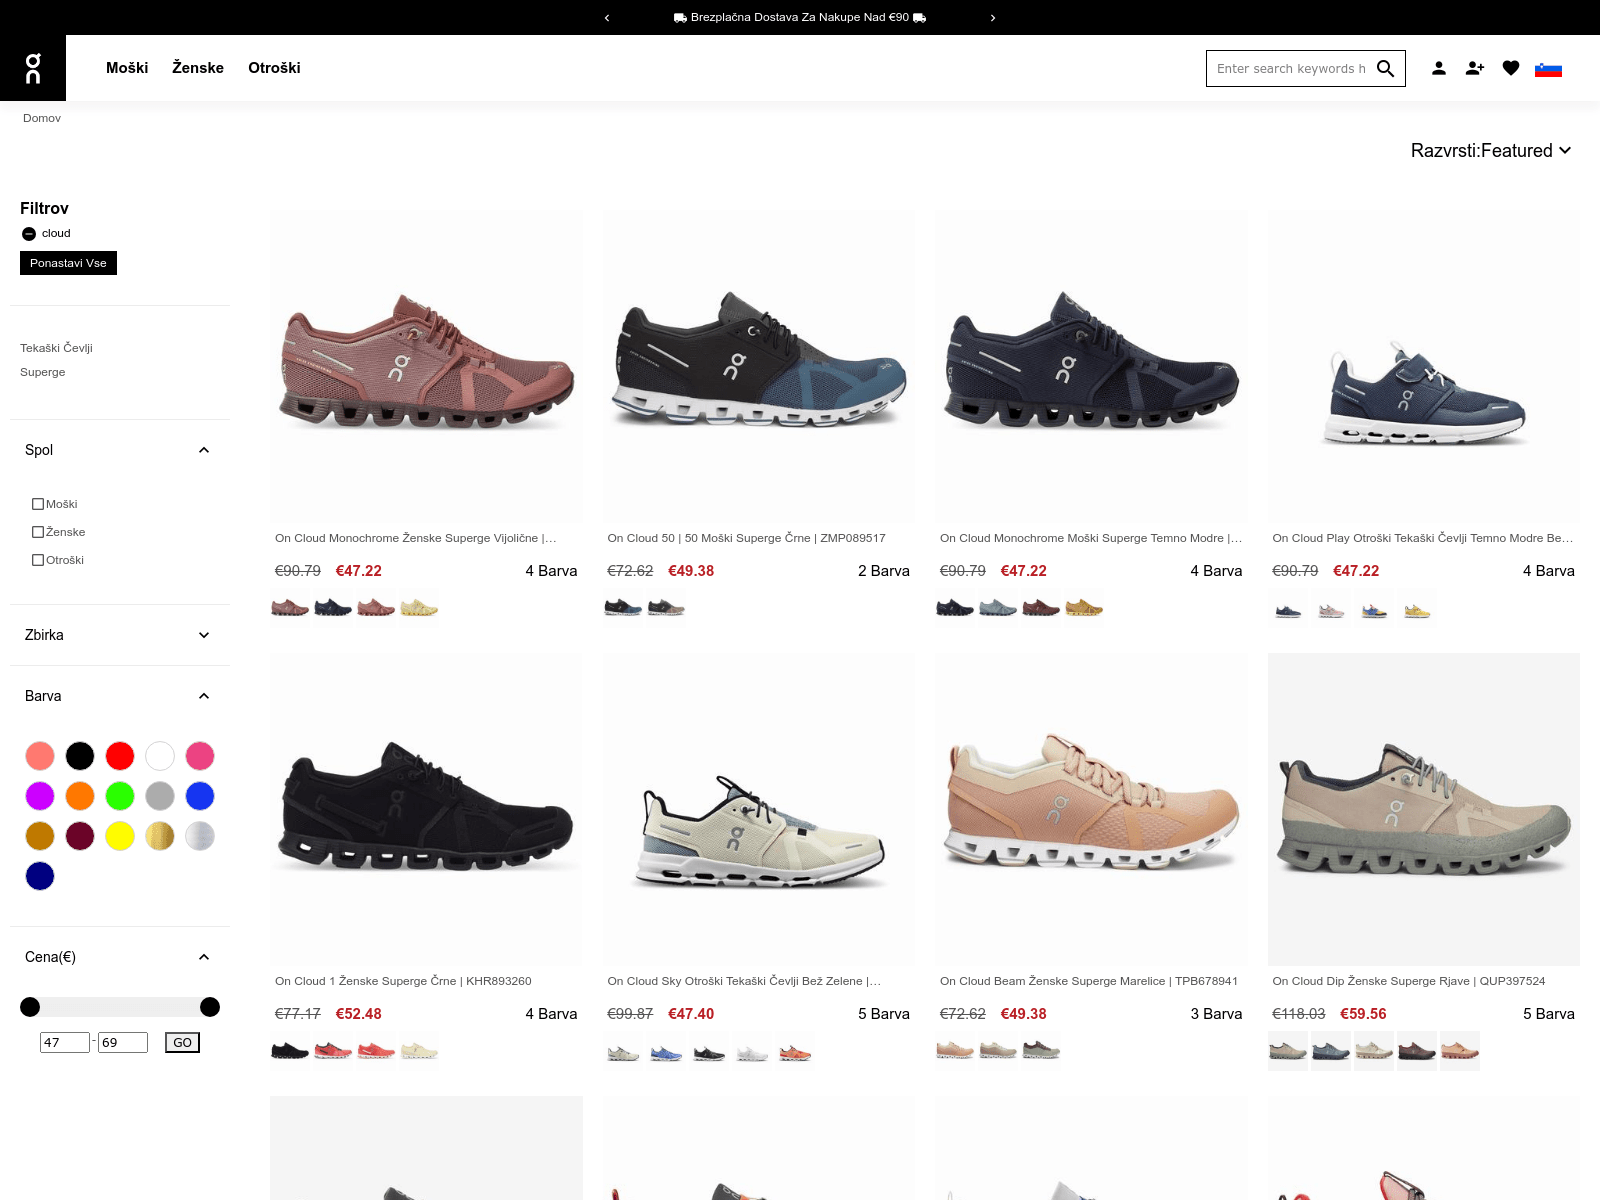 Brezplačna Dostava Za Nakupe Nad €90
Moški Ženske Otroški
Enter search keywords h
Domov
Razvrsti:Featured
Filtrov
cloud
Ponastavi Vse
Tekaški Čevlji
Superge
Spol
Moški
Ženske
Otroški
Zbirka
Barva
Cena(€)
47 - 69 GO
On Cloud Monochrome Ženske Superge Vijolične |...
€90.79 €47.22 4 Barva
On Cloud 50 | 50 Moški Superge Črne | ZMP089517
€72.62 €49.38 2 Barva
On Cloud Monochrome Moški Superge Temno Modre |...
€90.79 €47.22 4 Barva
On Cloud Play Otroški Tekaški Čevlji Temno Modre Be...
€90.79 €47.22 4 Barva
On Cloud 1 Ženske Superge Črne | KHR893260
€77.17 €52.48 4 Barva
On Cloud Sky Otroški Tekaški Čevlji Bež Zelene |...
€99.87 €47.40 5 Barva
On Cloud Beam Ženske Superge Marelice | TPB678941
€72.62 €49.38 3 Barva
On Cloud Dip Ženske Superge Rjave | QUP397524
€118.03 €59.56 5 Barva